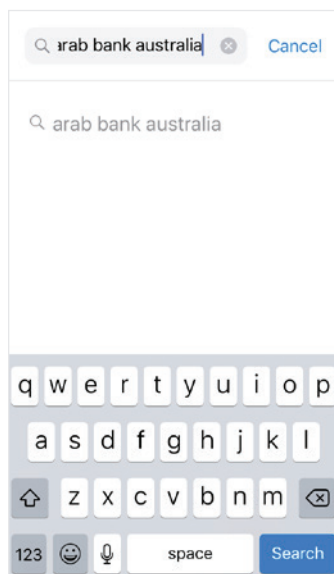 arab bank australia Cancel
arab bank australia
q w e r t y u i o p
a s d f g h j k l
z x c v b n m
123 space Search